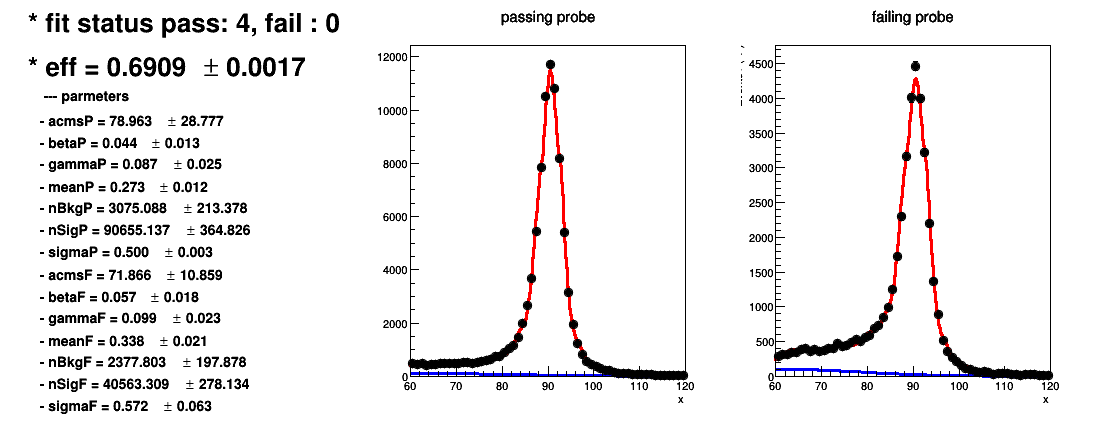 * fit status pass: 4, fail : 0
* eff = 0.6909 ± 0.0017
--- parmeters
- acmsP = 78.963 ± 28.777
- betaP = 0.044 ± 0.013
- gammaP = 0.087 ± 0.025
- meanP = 0.273 ± 0.012
- nBkgP = 3075.088 ± 213.378
- nSigP = 90655.137 ± 364.826
- sigmaP = 0.500 ± 0.003
- acmsF = 71.866 ± 10.859
- betaF = 0.057 ± 0.018
- gammaF = 0.099 ± 0.023
- meanF = 0.338 ± 0.021
- nBkgF = 2377.803 ± 197.878
- nSigF = 40563.309 ± 278.134
- sigmaF = 0.572 ± 0.063
passing probe
12000
10000
8000
6000
4000
2000
0
60 70 80 90 100 110 120
x
failing probe
4500
4000
3500
3000
2500
2000
1500
1000
500
0
60 70 80 90 100 110 120
x